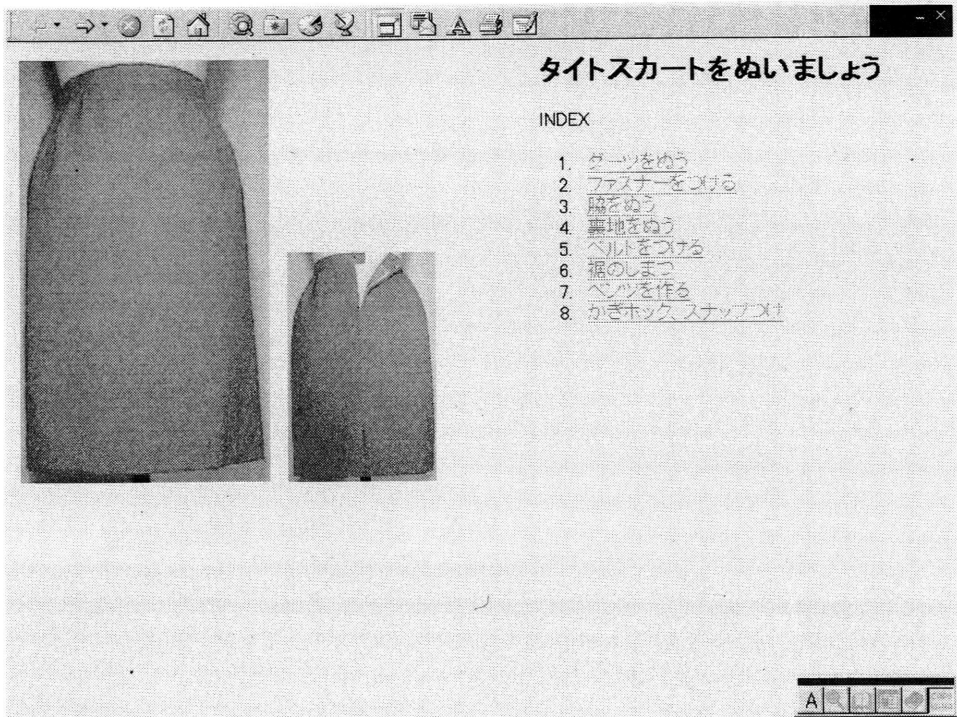 タイトスカートをぬいましょう
INDEX
1. ダーツをぬう
2. ファスナーをつける
3. 脇をぬう
4. 裏地をぬう
5. ベルトをつける
6. 裾のしまつ
7. ベンツを作る
8. かぎホック、スナップつけ
A